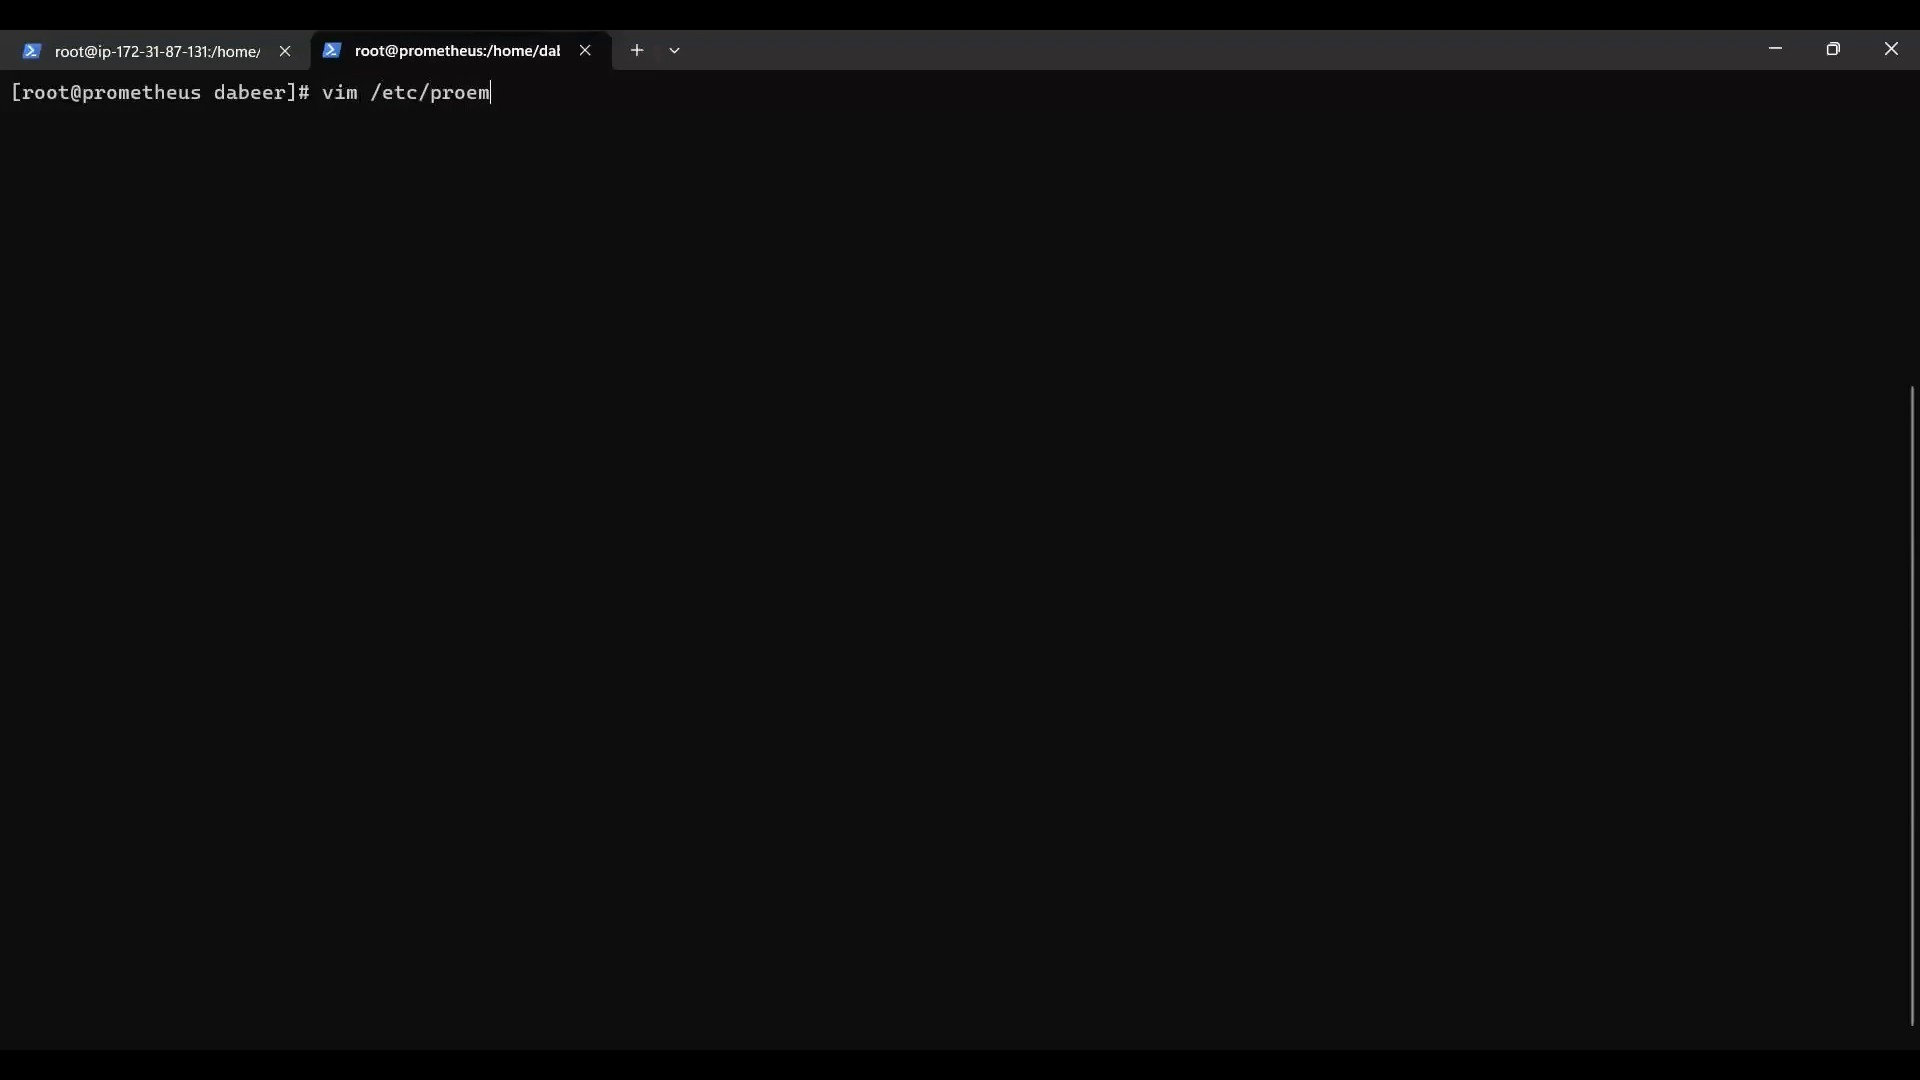 root@ip-172-31-87-131:/home/
root@prometheus:/home/dal
[root@prometheus dabeer]# vim /etc/proem